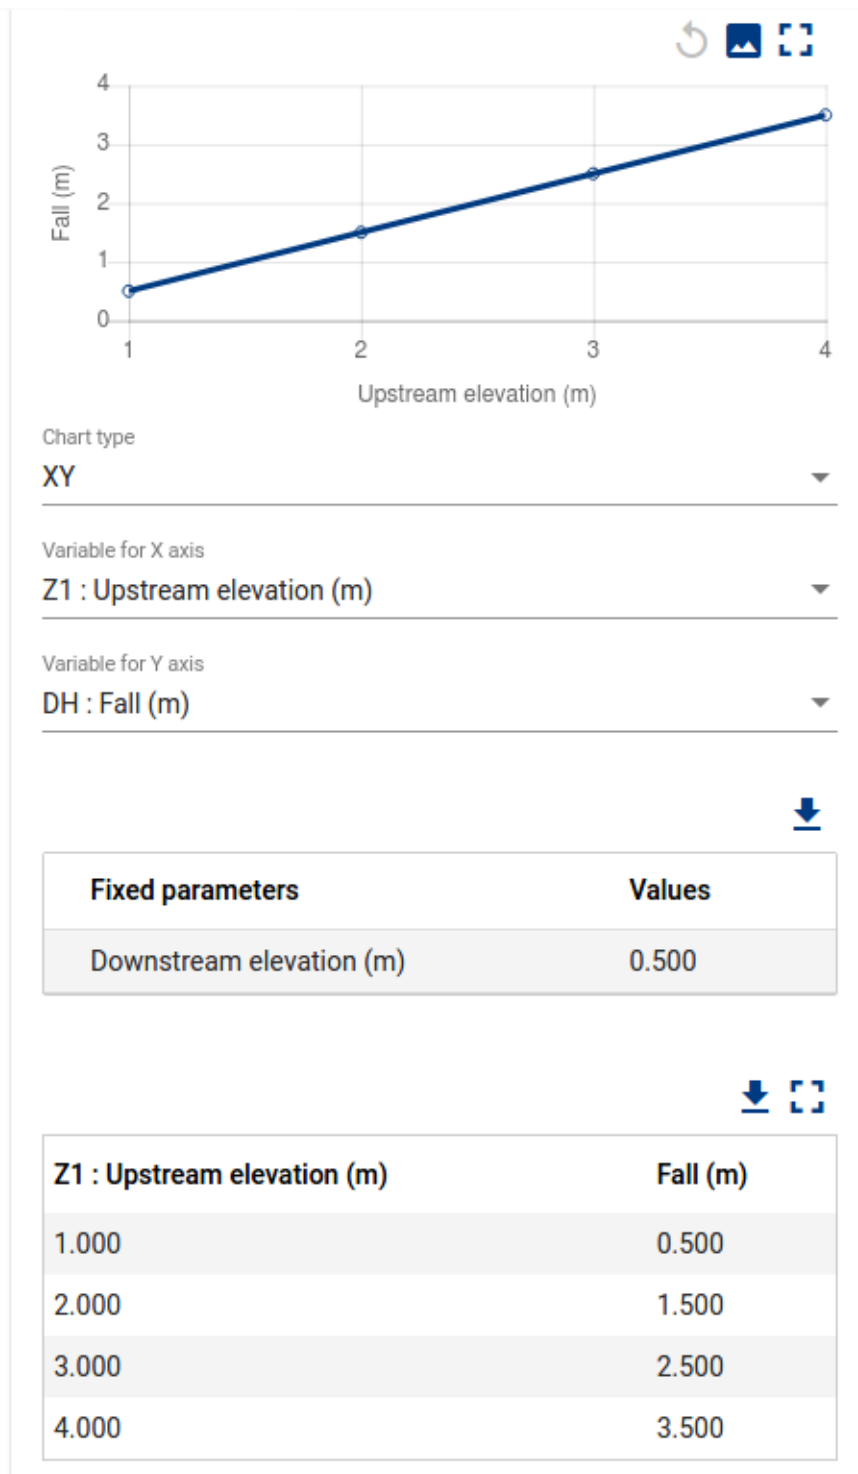 4
3
2
1
0
Fall (m)
1 2 3 4
Upstream elevation (m)
Chart type
XY
Variable for X axis
Z1 : Upstream elevation (m)
Variable for Y axis
DH : Fall (m)
Fixed parameters Values
Downstream elevation (m) 0.500
Z1 : Upstream elevation (m) Fall (m)
1.000 0.500
2.000 1.500
3.000 2.500
4.000 3.500